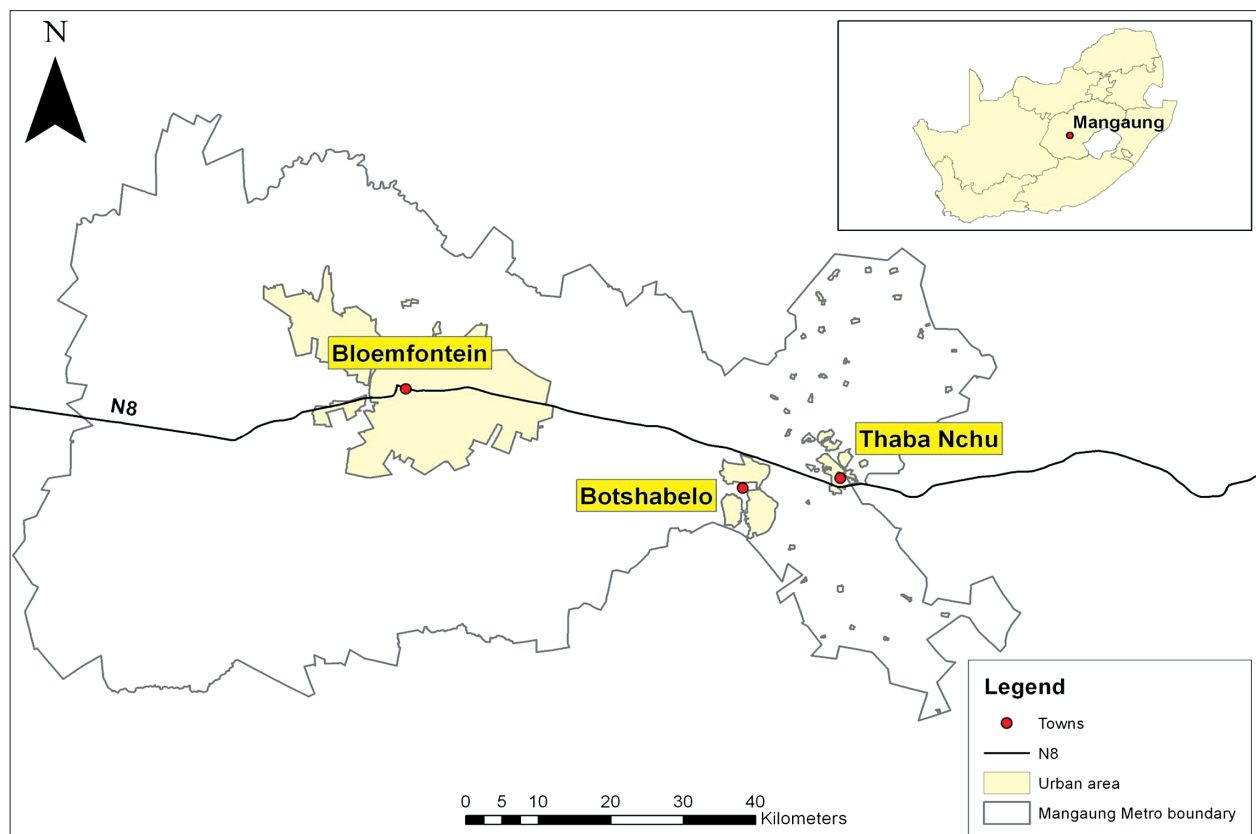 N
Mangaung
Bloemfontein
N8
Thaba Nchu
Botshabelo
Legend
Towns
N8
Urban area
Mangaung Metro boundary
0 5 10 20 30 40
Kilometers